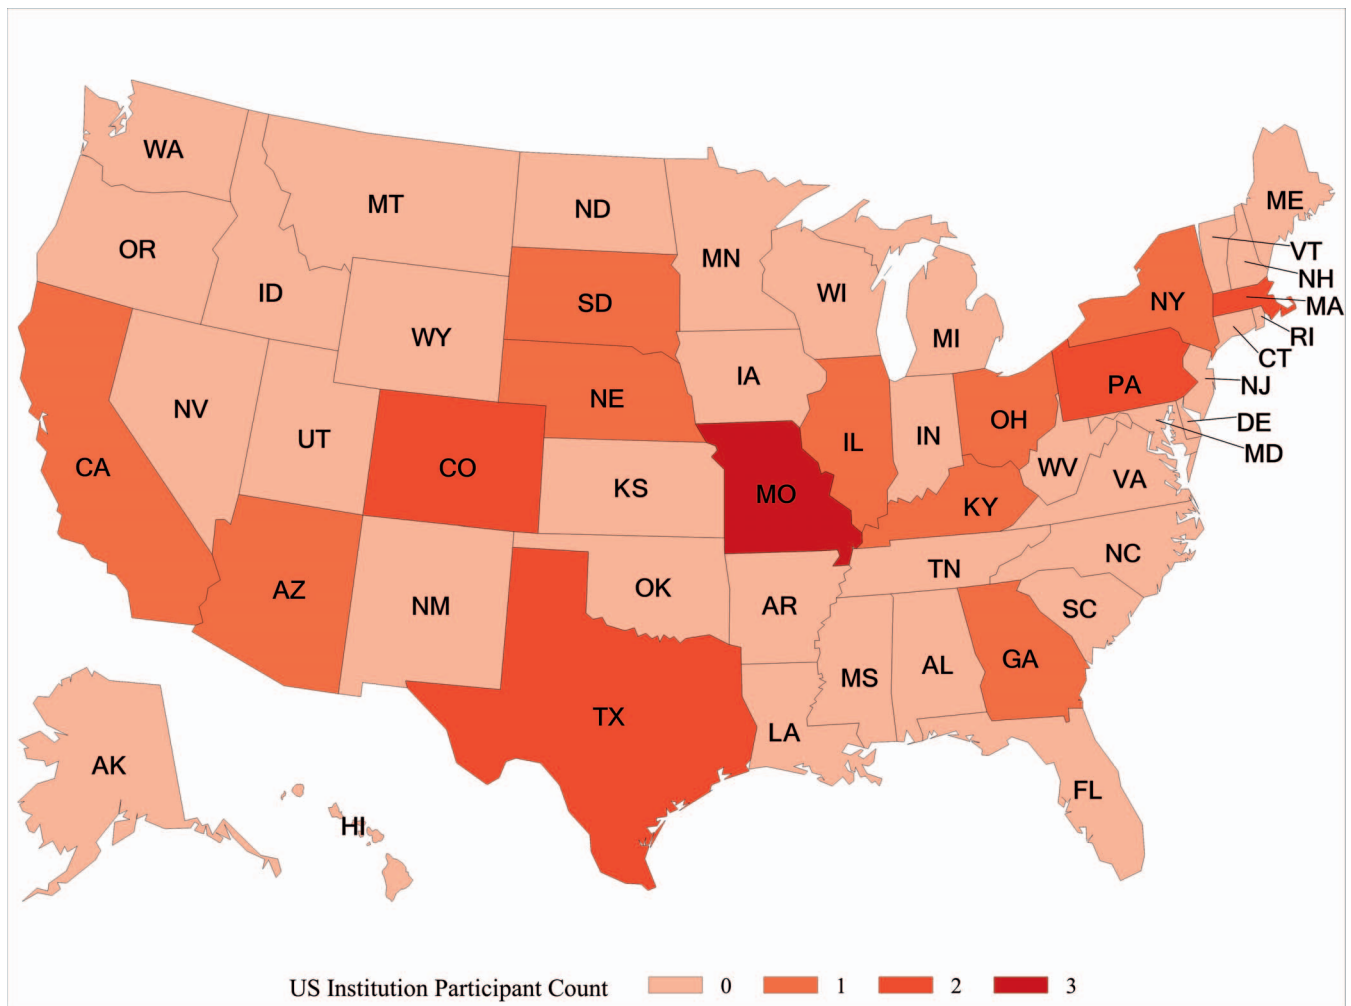 WA
MT
ND
ME
OR
MN
VT
ID
SD
WI
NH
NY
MA
WY
MI
RI
CT
IA
PA
NJ
NE
NV
OH
DE
UT
IL
IN
MD
CA
CO
WV
KS
MO
VA
KY
NC
TN
AZ
OK
NM
AR
SC
GA
AL
MS
TX
LA
AK
FL
HI
US Institution Participant Count 0 1 2 3